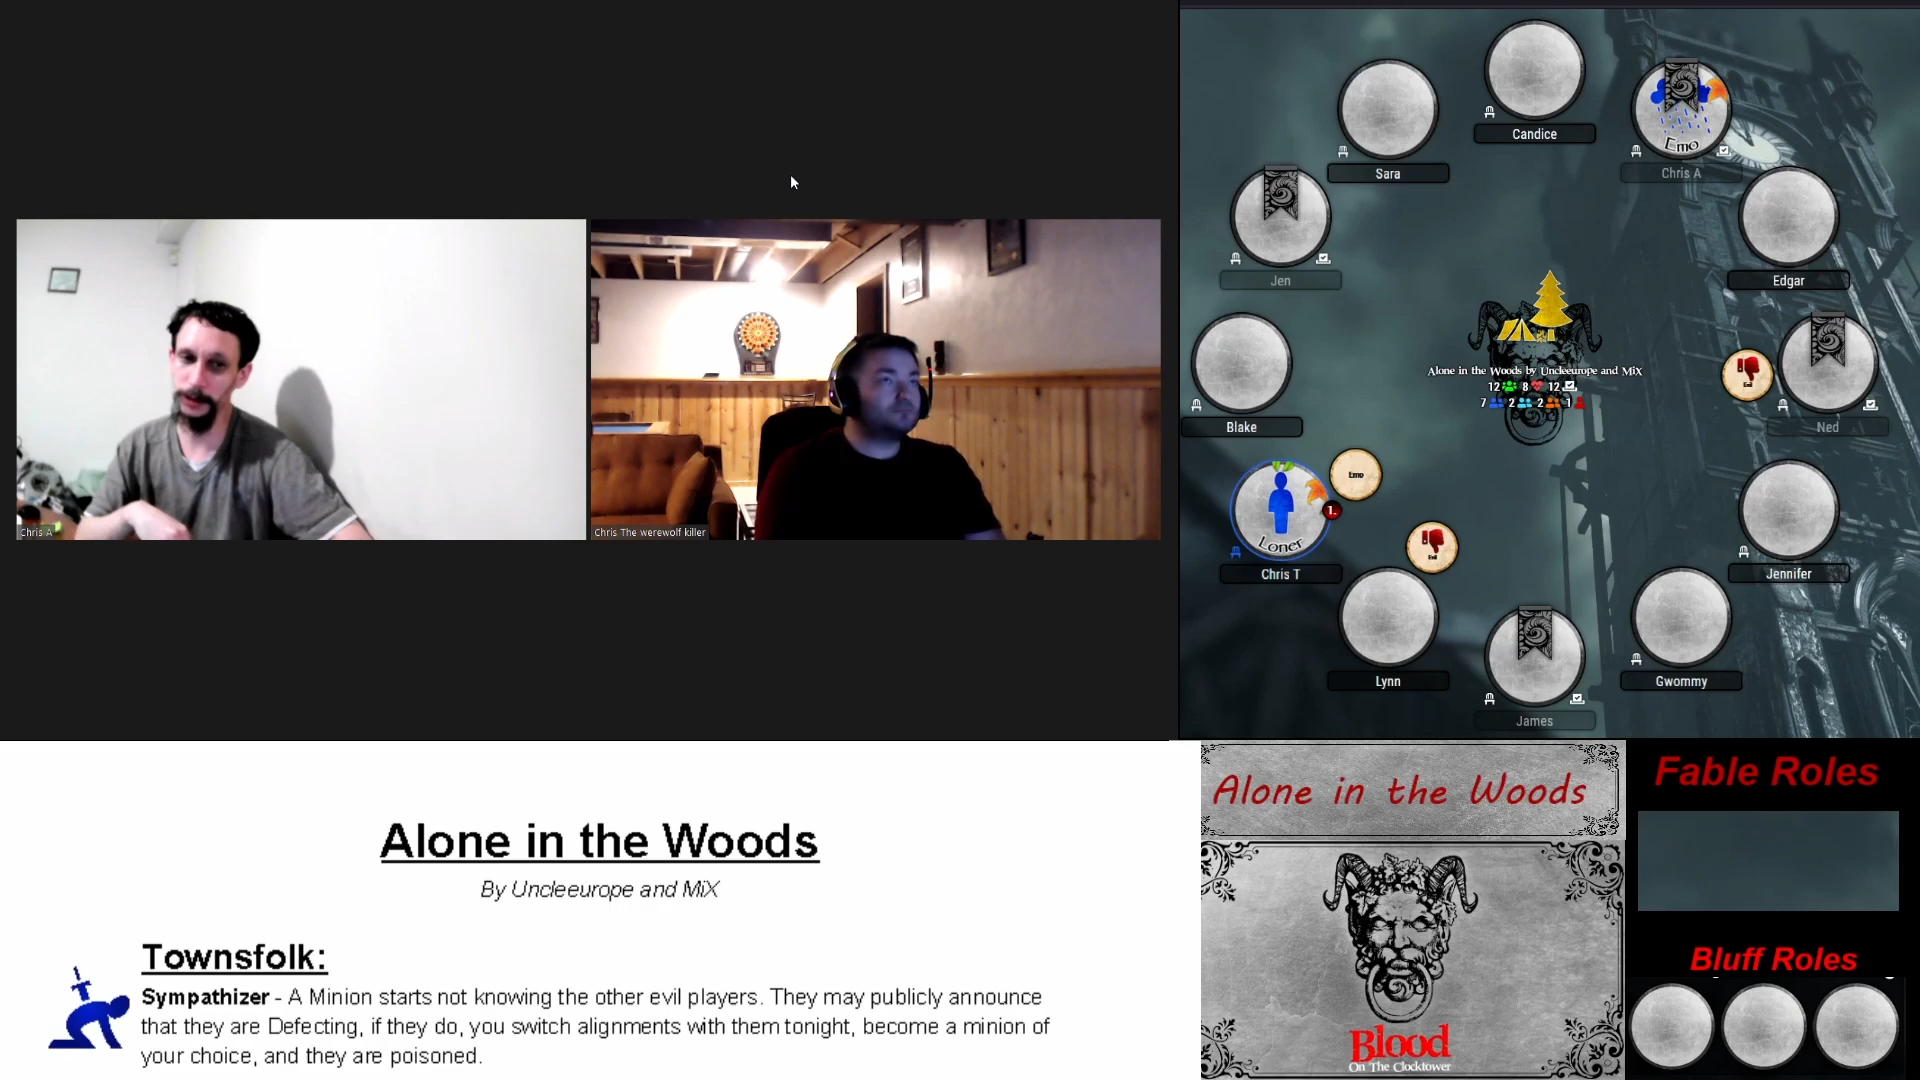 Candice
Sara
Emo
Chris A
Jen
Edgar
Alone in the Woods by Uncleeurope and MiX
12 8 12
7 2 2 1
Evil
Ned
Blake
Emo
1.
Loner
Chris T
Evil
Jennifer
Lynn
Gwommy
James
Chris A
Chris The werewolf killer
Alone in the Woods
By Uncleeurope and MiX
Townsfolk:
Sympathizer - A Minion starts not knowing the other evil players. They may publicly announce
that they are Defecting, if they do, you switch alignments with them tonight, become a minion of
your choice, and they are poisoned.
Alone in the Woods
Blood
On The Clocktower
Fable Roles
Bluff Roles